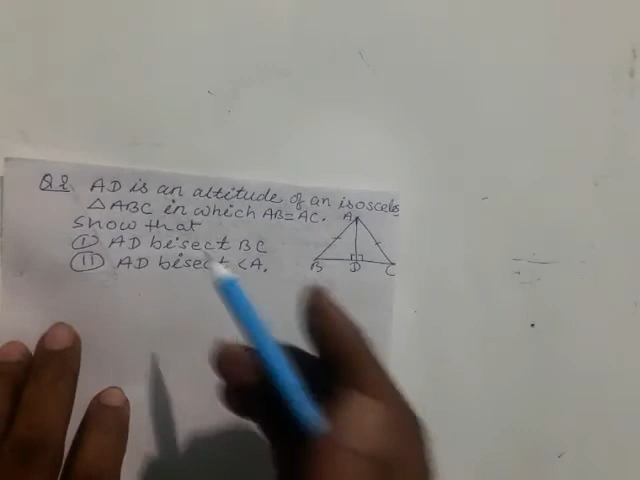 Q2. AD is an altitude of an isosceles
△ ABC in which AB = AC.
show that
(I) AD bisect BC
(II) AD bisect <A.
A
B D C